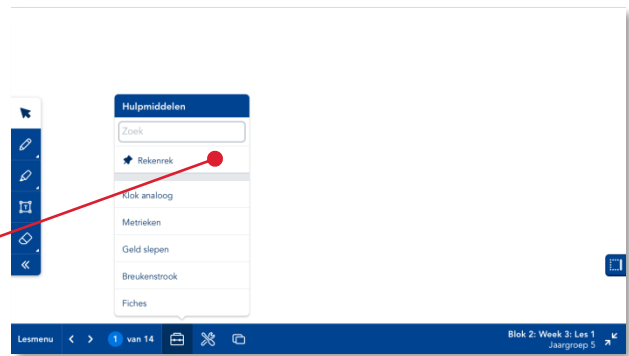 Hulpmiddelen
Zoek
Rekenrek
Klok analoog
Metrieken
Geld slepen
Breukenstrook
Fiches
T
Lesmenu 1 van 14
Blok 2: Week 3: Les 1
Jaargroep 5